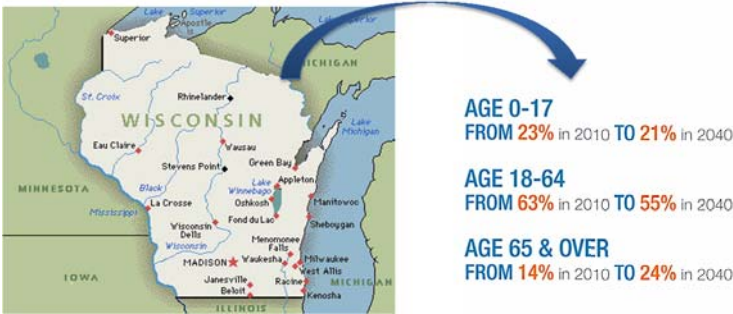 Lake
Superior
Lake
Superior
Apostle
Is
MICHIGAN
St. Croix
Rhinelander
WISCONSIN
Lake
Michigan
Eau Claire
Wausau
Stevens Point
Green Bay
MINNESOTA
Black
Lake
Winnebago
Appleton
Mississippi
La Crosse
Oshkosh
Manitowoc
Wisconsin
Dells
Fond du Lac
Sheboygan
Wisconsin
Menomonee
Falls
MADISON
Waukesha
Milwaukee
West Allis
IOWA
Janesville
Racine
MICHIGAN
Beloit
Kenosha
ILLINOIS
AGE 0-17
FROM 23% in 2010 TO 21% in 2040
AGE 18-64
FROM 63% in 2010 TO 55% in 2040
AGE 65 & OVER
FROM 14% in 2010 TO 24% in 2040